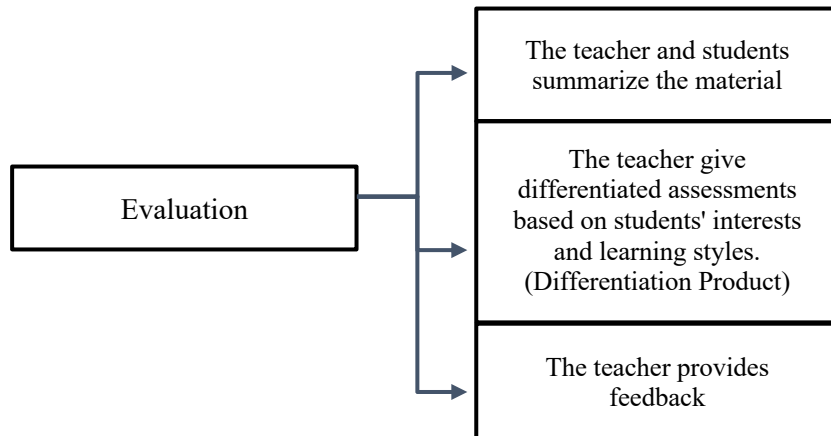 Evaluation
The teacher and students
summarize the material
The teacher give
differentiated assessments
based on students' interests
and learning styles.
(Differentiation Product)
The teacher provides
feedback